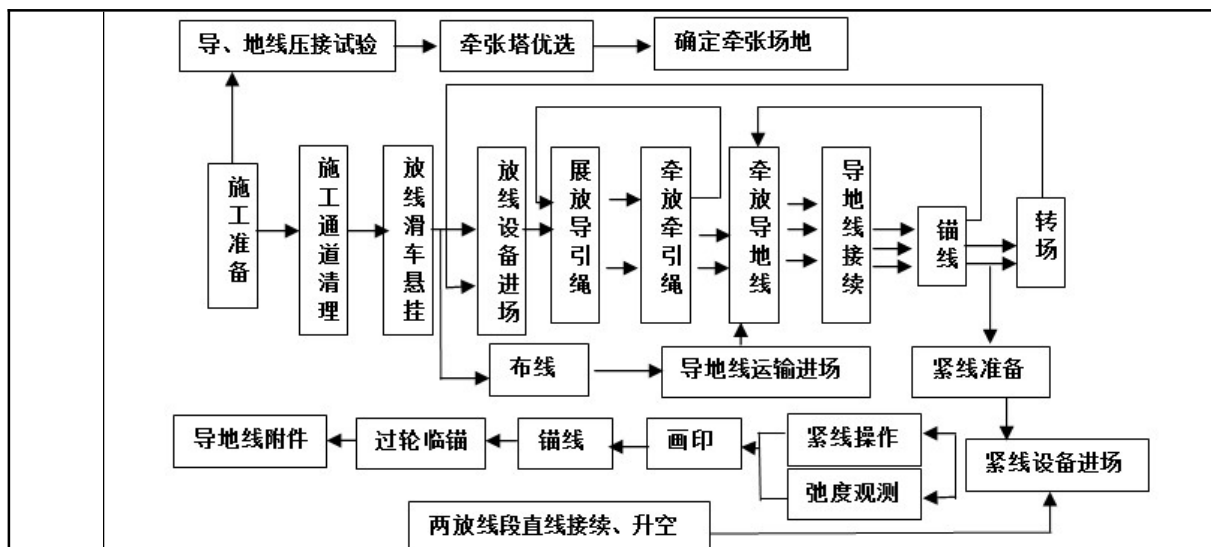 导、地线压接试验
牵张塔优选
确定牵张场地
施工准备
施工通道清理
放线滑车悬挂
放线设备进场
展放导引绳
牵放牵引绳
牵放导地线
导地线接续
锚线
转场
布线
导地线运输进场
紧线准备
导地线附件
过轮临锚
锚线
画印
紧线操作
紧线设备进场
弛度观测
两放线段直线接续、升空